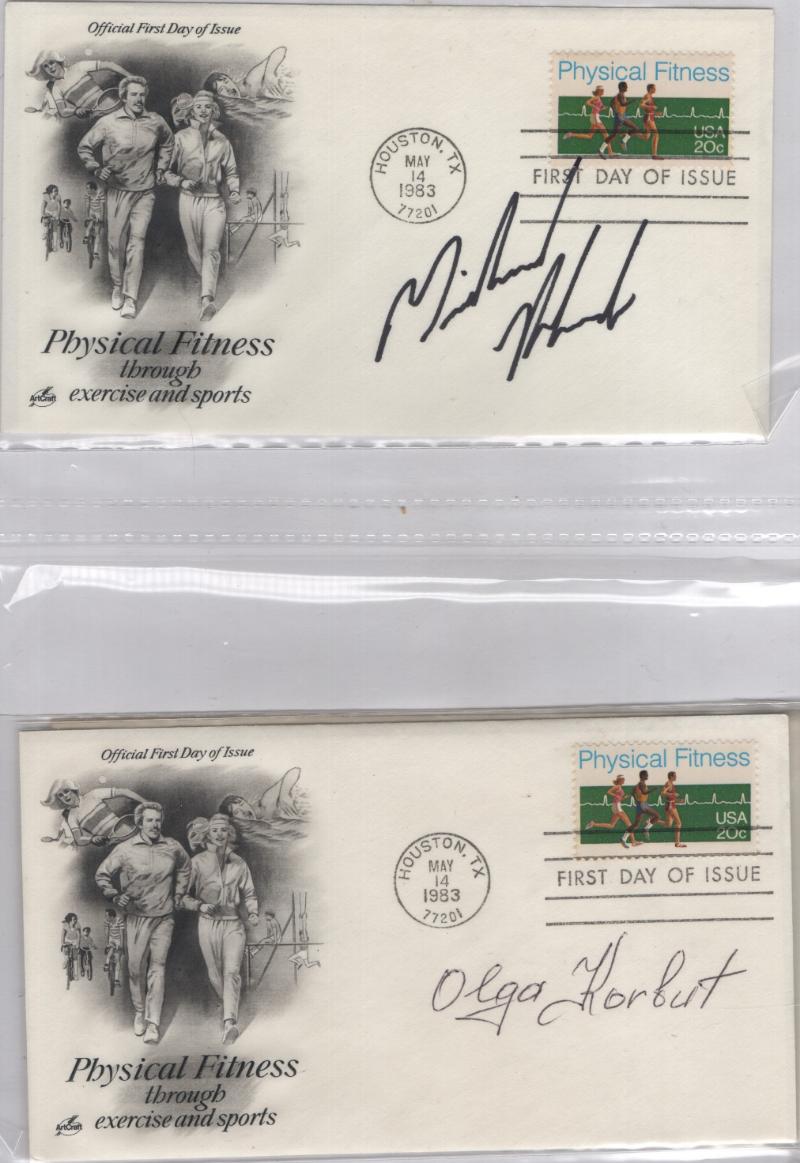 Official First Day of Issue
Physical Fitness
USA
20c
HOUSTON, TX
MAY
14
1983
77201
FIRST DAY OF ISSUE
Michael
Physical Fitness
through
exercise and sports
ArtCraft
Official First Day of Issue
Physical Fitness
USA
20c
HOUSTON, TX
MAY
14
1983
77201
FIRST DAY OF ISSUE
Olga Korbut
Physical Fitness
through
exercise and sports
ArtCraft